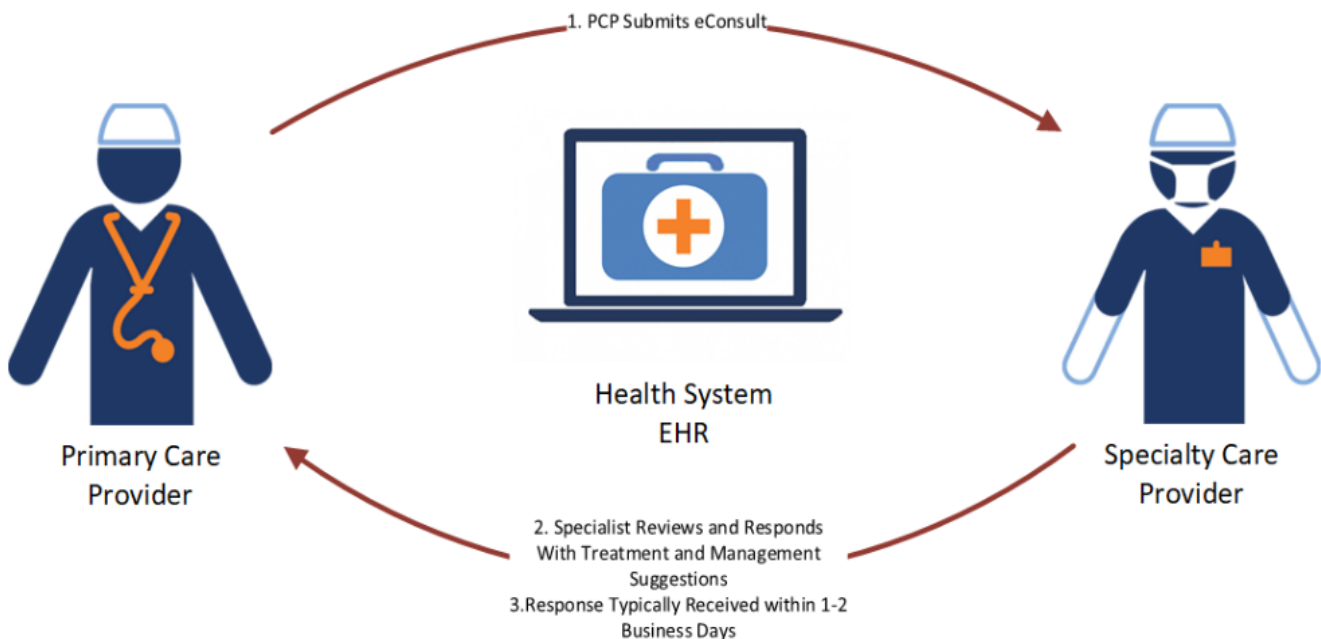 1. PCP Submits eConsult
Health System
EHR
Primary Care
Provider
Specialty Care
Provider
2. Specialist Reviews and Responds
With Treatment and Management
Suggestions
3.Response Typically Received within 1-2
Business Days